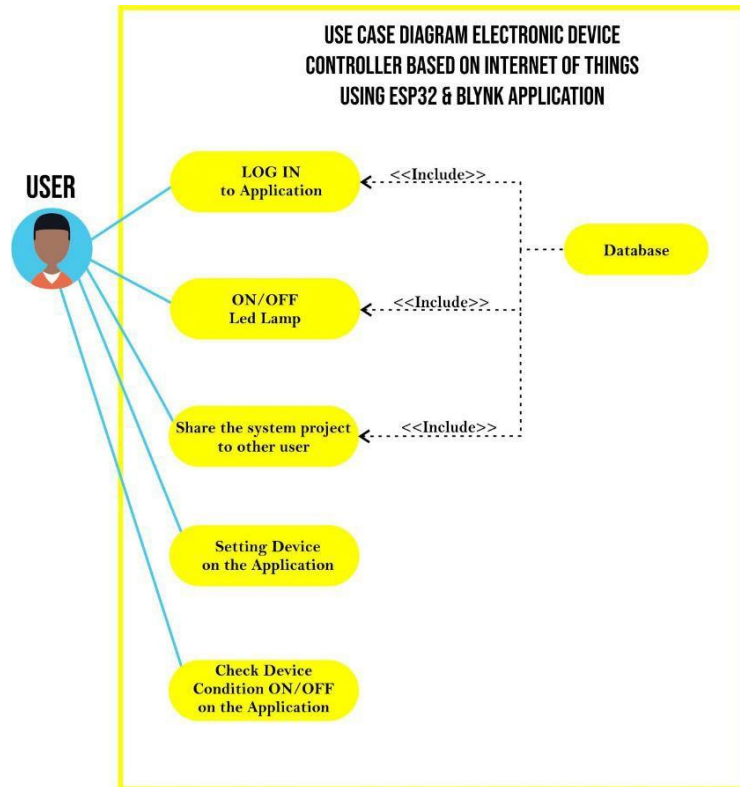 USE CASE DIAGRAM ELECTRONIC DEVICE
CONTROLLER BASED ON INTERNET OF THINGS
USING ESP32 & BLYNK APPLICATION
USER
LOG IN
to Application
<<Include>>
Database
ON/OFF
Led Lamp
<<Include>>
Share the system project
to other user
<<Include>>
Setting Device
on the Application
Check Device
Condition ON/OFF
on the Application